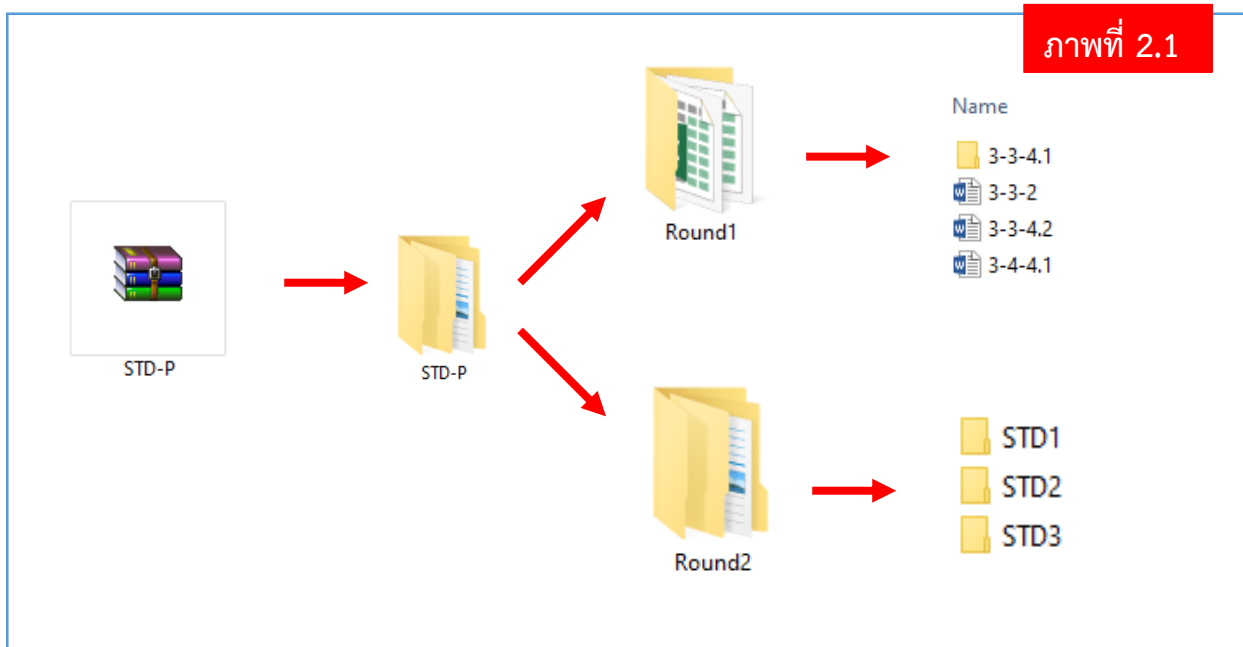 ภาพที่ 2.1
STD-P
STD-P
Round1
Name
3-3-4.1
3-3-2
3-3-4.2
3-4-4.1
Round2
STD1
STD2
STD3